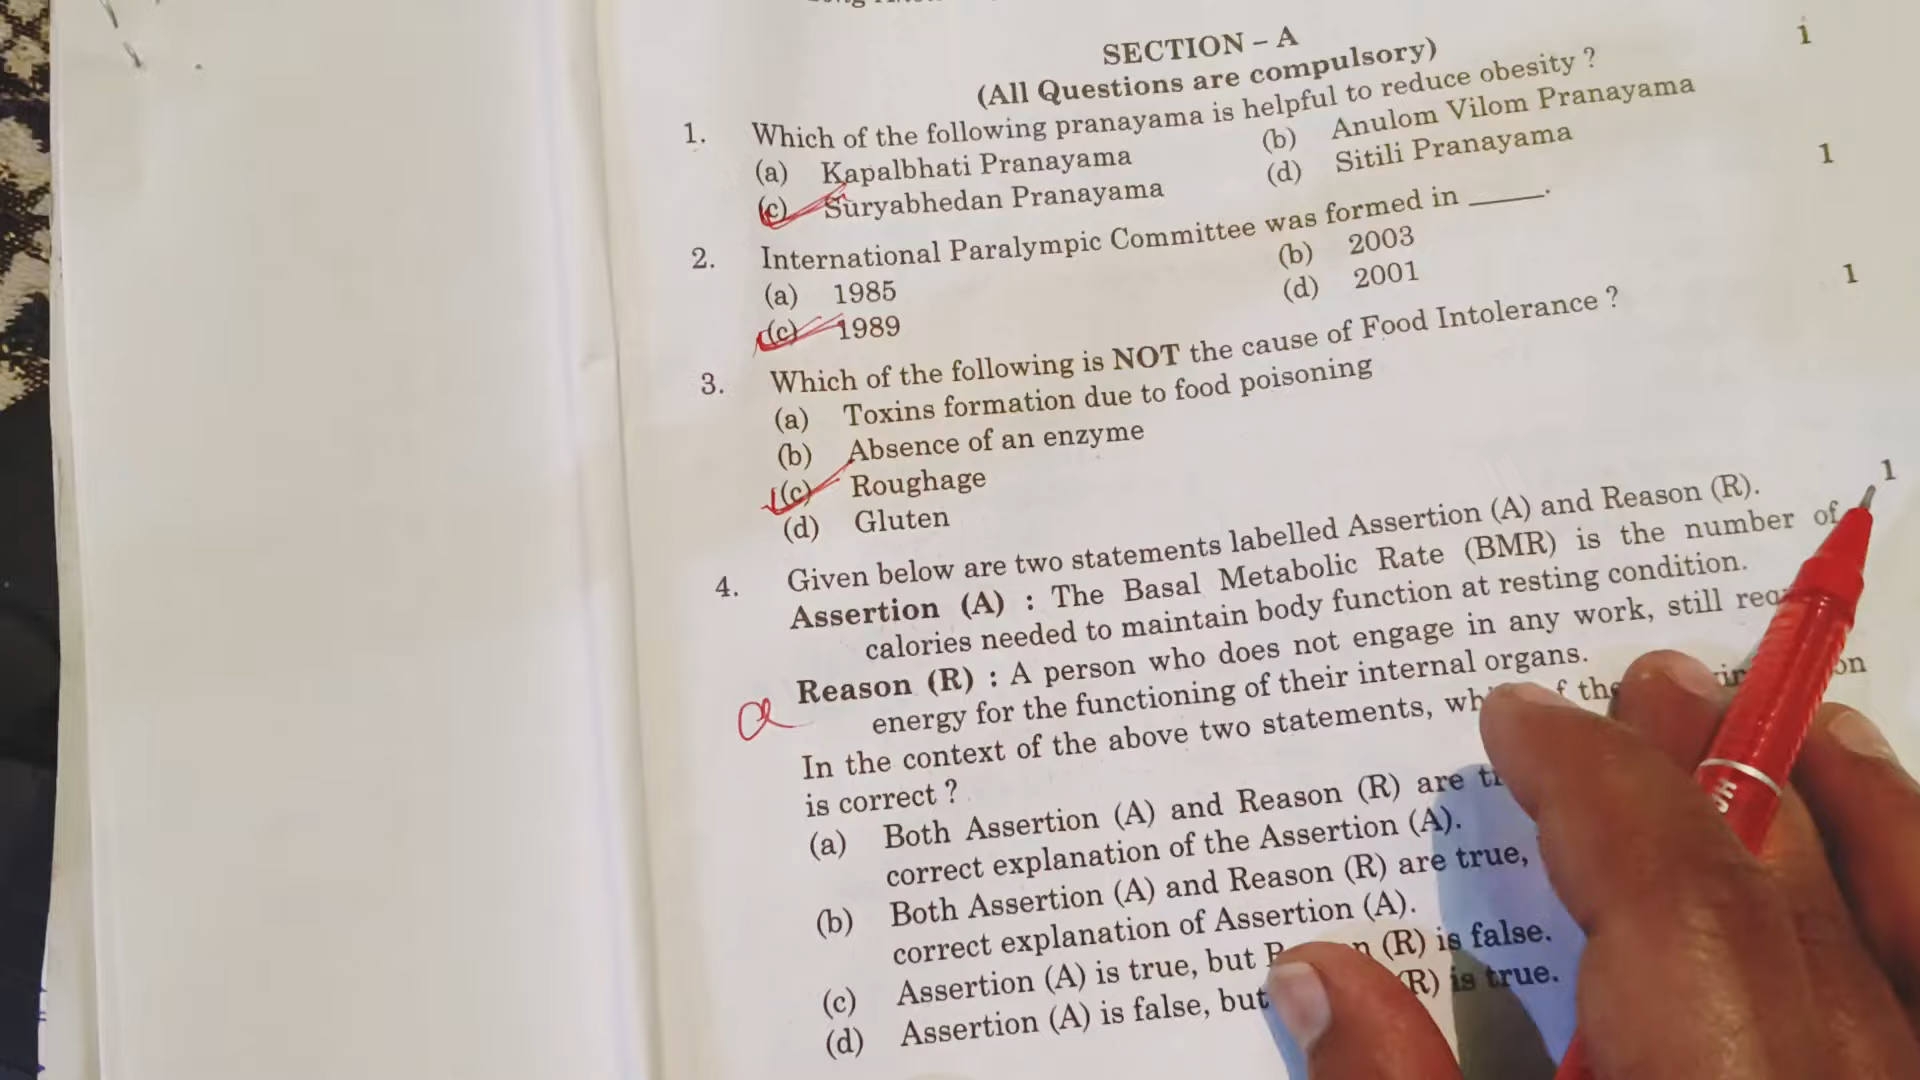 SECTION – A
(All Questions are compulsory)
1. Which of the following pranayama is helpful to reduce obesity ? 1
(a) Kapalbhati Pranayama (b) Anulom Vilom Pranayama
(c) Suryabhedan Pranayama (d) Sitili Pranayama
2. International Paralympic Committee was formed in _____. 1
(a) 1985 (b) 2003
(c) 1989 (d) 2001
3. Which of the following is NOT the cause of Food Intolerance ? 1
(a) Toxins formation due to food poisoning
(b) Absence of an enzyme
(c) Roughage
(d) Gluten
4. Given below are two statements labelled Assertion (A) and Reason (R). 1
Assertion (A) : The Basal Metabolic Rate (BMR) is the number of
calories needed to maintain body function at resting condition.
Reason (R) : A person who does not engage in any work, still
energy for the functioning of their internal organs.
a
In the context of the above two statements, of
is correct ?
(a) Both Assertion (A) and Reason (R) are
correct explanation of the Assertion (A).
(b) Both Assertion (A) and Reason (R) are true,
correct explanation of Assertion (A).
(c) Assertion (A) is true, but (R) is false.
(d) Assertion (A) is false, but (R) is true.